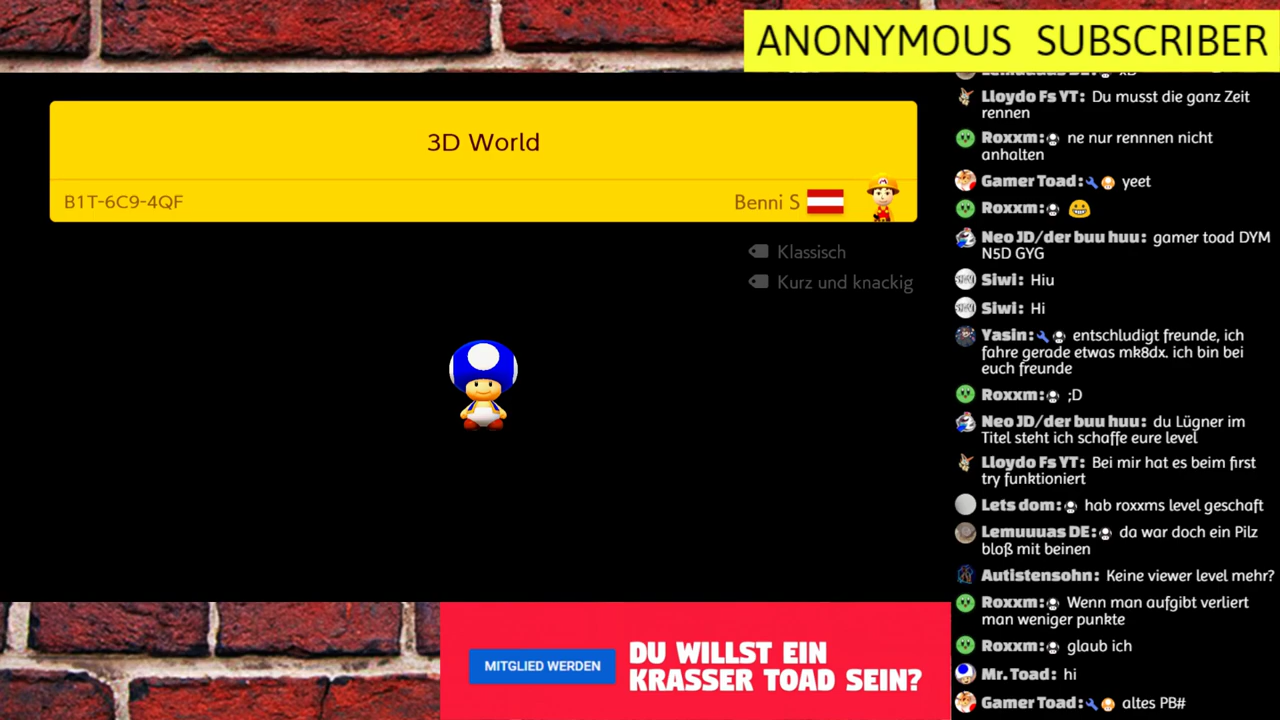 ANONYMOUS SUBSCRIBER
3D World
B1T-6C9-4QF
Benni S
Klassisch
Kurz und knackig
MITGLIED WERDEN
DU WILLST EIN
KRASSER TOAD SEIN?
Lemuuuas DE: xD
Lloydo Fs YT: Du musst die ganz Zeit
rennen
Roxxm: ne nur rennnen nicht
anhalten
Gamer Toad: yeet
Roxxm:
Neo JD/der buu huu: gamer toad DYM
N5D GYG
Siwi: Hiu
Siwi: Hi
Yasin: entschludigt freunde, ich
fahre gerade etwas mk8dx. ich bin bei
euch freunde
Roxxm: ;D
Neo JD/der buu huu: du Lügner im
Titel steht ich schaffe eure level
Lloydo Fs YT: Bei mir hat es beim first
try funktioniert
Lets dom: hab roxxms level geschaft
Lemuuuas DE: da war doch ein Pilz
bloß mit beinen
Autistensohn: Keine viewer level mehr?
Roxxm: Wenn man aufgibt verliert
man weniger punkte
Roxxm: glaub ich
Mr. Toad: hi
Gamer Toad: altes PB#